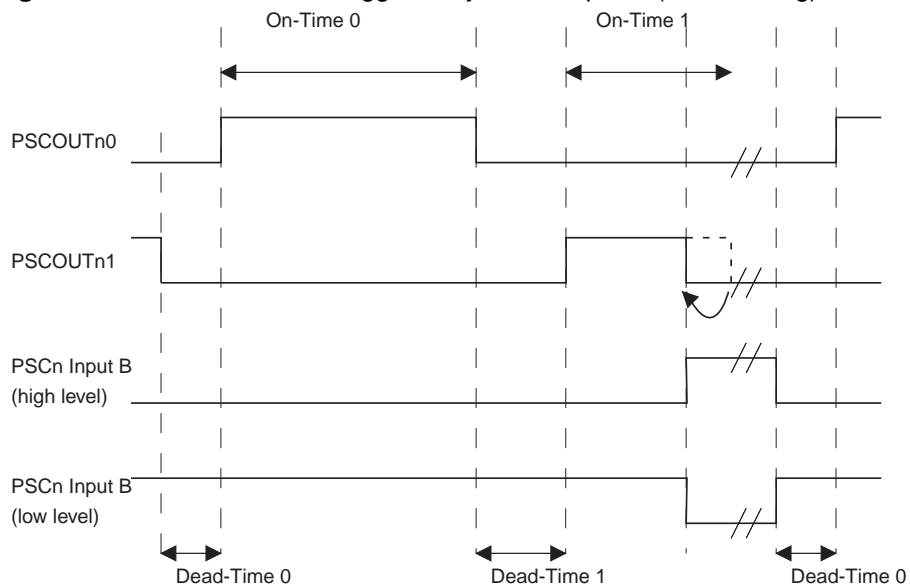 On-Time 0
On-Time 1
PSCOUTn0
PSCOUTn1
PSCn Input B
(high level)
PSCn Input B
(low level)
Dead-Time 0
Dead-Time 1
Dead-Time 0